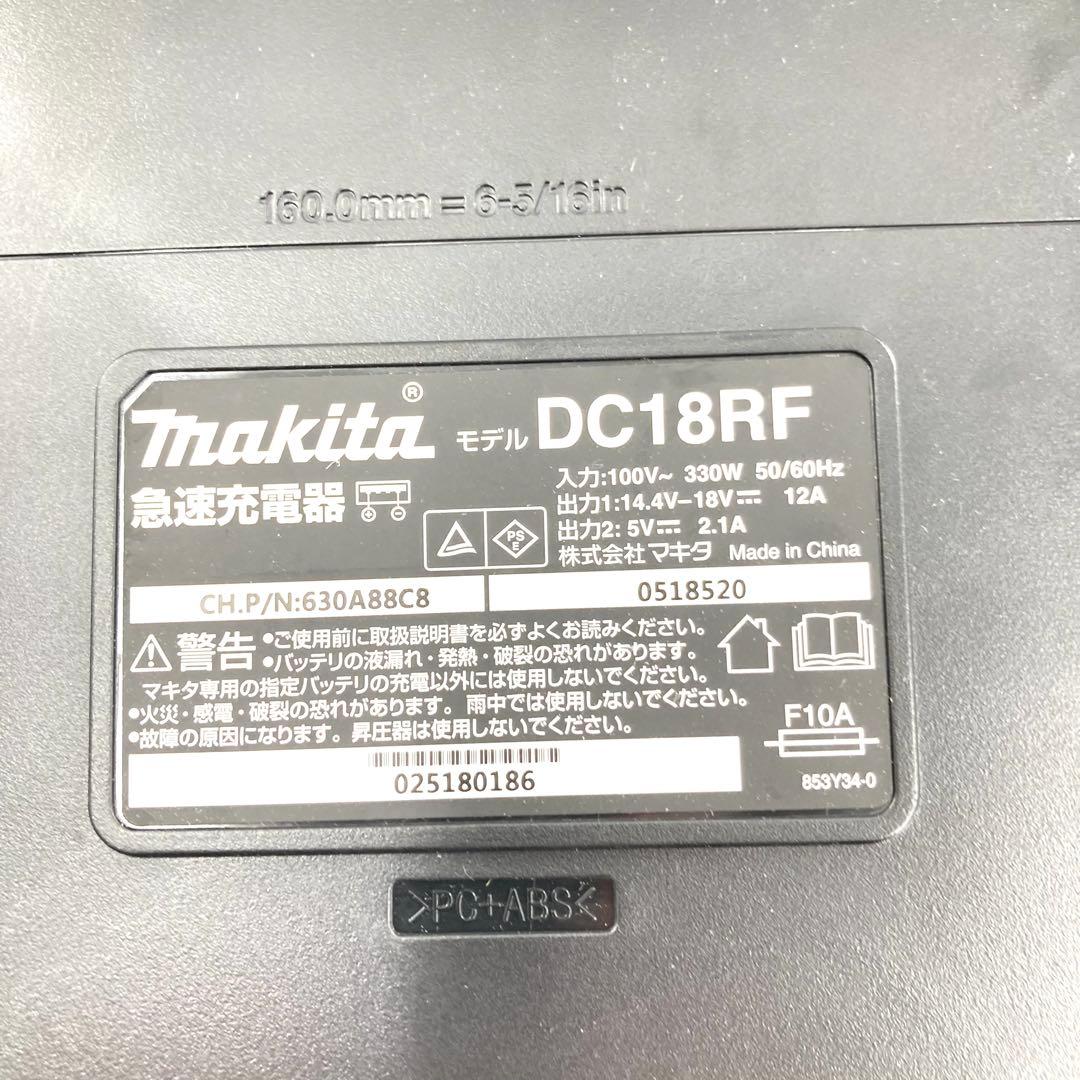 160.0mm = 6-5/16in
makita® モデル DC18RF
急速充電器
入力:100V~ 330W 50/60Hz
出力1:14.4V-18V⎓ 12A
出力2: 5V⎓ 2.1A
PS
E
株式会社マキタ Made in China
CH.P/N:630A88C8
0518520
警告 •ご使用前に取扱説明書を必ずよくお読みください。
•バッテリの液漏れ・発熱・破裂の恐れがあります。
マキタ専用の指定バッテリの充電以外には使用しないでください。
•火災・感電・破裂の恐れがあります。雨中では使用しないでください。
•故障の原因になります。昇圧器は使用しないでください。
F10A
853Y34-0
025180186
>PC+ABS<